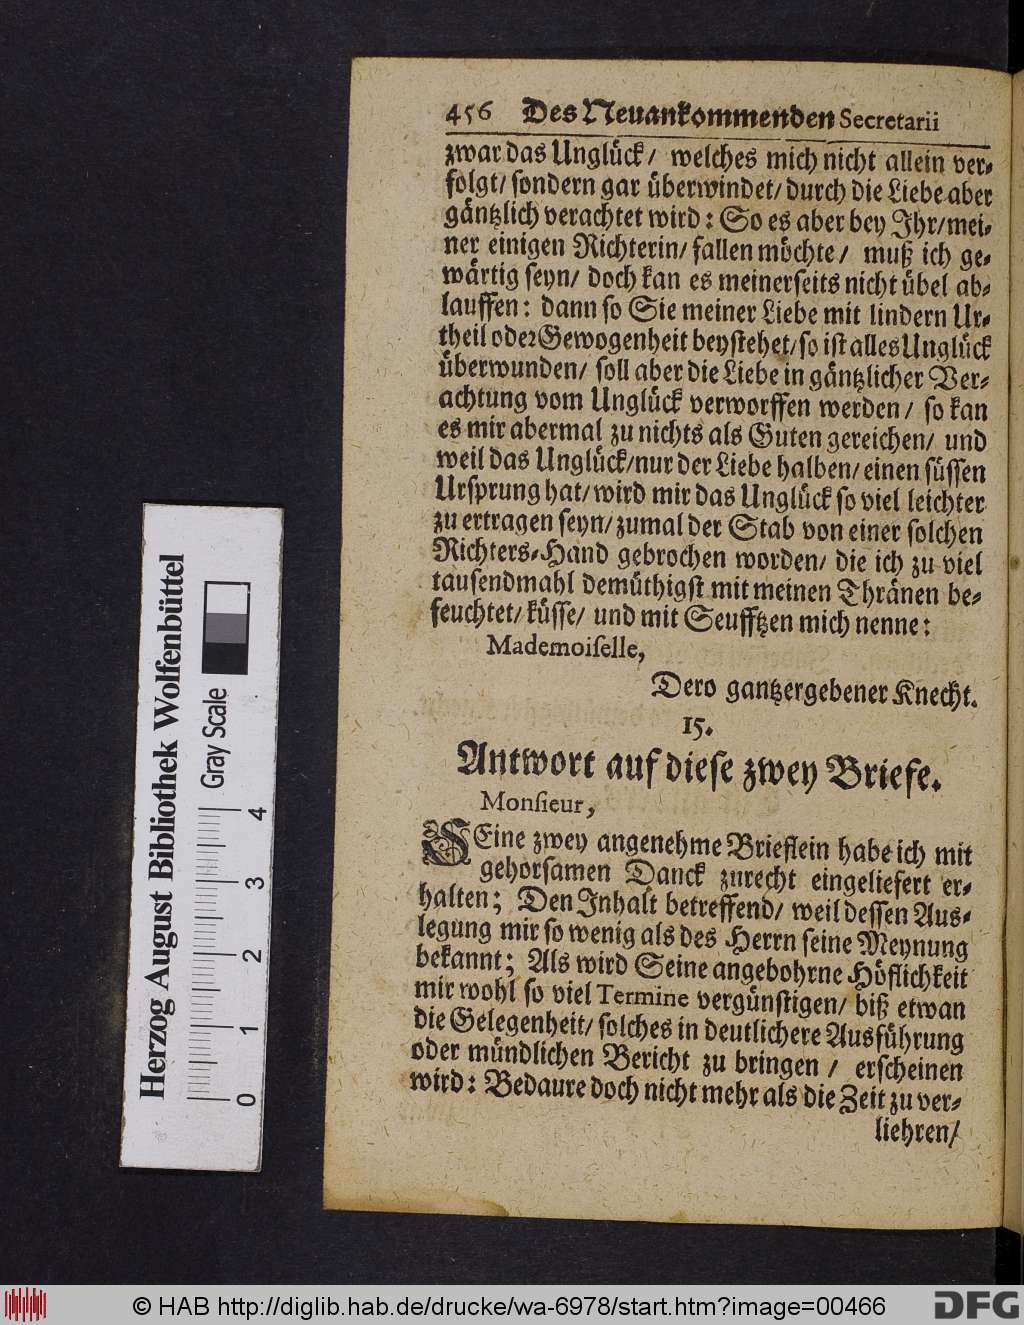 456 Des Neuankommenden Secretarii
zwar das Unglück/ welches mich nicht allein ver-
folgt/ sondern gar überwindet/ durch die Liebe aber
gäntzlich verachtet wird: So es aber bey Ihr/ mei-
ner einigen Richterin/ fallen möchte/ muß ich ge-
wärtig seyn/ doch kan es meinerseits nicht übel ab-
lauffen: dann so Sie meiner Liebe mit lindern Ur-
theil oder Gewogenheit beystehet/ so ist alles Unglück
überwunden/ soll aber die Liebe in gäntzlicher Ver-
achtung vom Unglück verworffen werden/ so kan
es mir abermal zu nichts als Guten gereichen/ und
weil das Unglück/ nur der Liebe halben/ einen süssen
Ursprung hat/ wird mir das Unglück so viel leichter
zu ertragen seyn/ zumal der Stab von einer solchen
Richters-Hand gebrochen worden/ die ich zu viel
tausendmahl demüthigst mit meinen Thränen be-
feuchtet/ küsse/ und mit Seufftzen mich nenne:
Mademoiselle,
Dero gantzergebener Knecht.
15.
Antwort auf diese zwey Briefe.
Monsieur,
SEine zwey angenehme Brieflein habe ich mit
gehorsamen Danck zurecht eingeliefert er-
halten; Den Inhalt betreffend/ weil dessen Aus-
legung mir so wenig als des Herrn seine Meynung
bekannt; Als wird Seine angebohrne Höflichkeit
mir wohl so viel Termine vergünstigen/ biß etwan
die Gelegenheit/ solches in deutlichere Ausführung
oder mündlichen Bericht zu bringen/ erscheinen
wird: Bedaure doch nicht mehr als die Zeit zu ver-
liehren/
Herzog August Bibliothek Wolfenbüttel
Gray Scale
0 1 2 3 4
© HAB http://diglib.hab.de/drucke/wa-6978/start.htm?image=00466
DFG